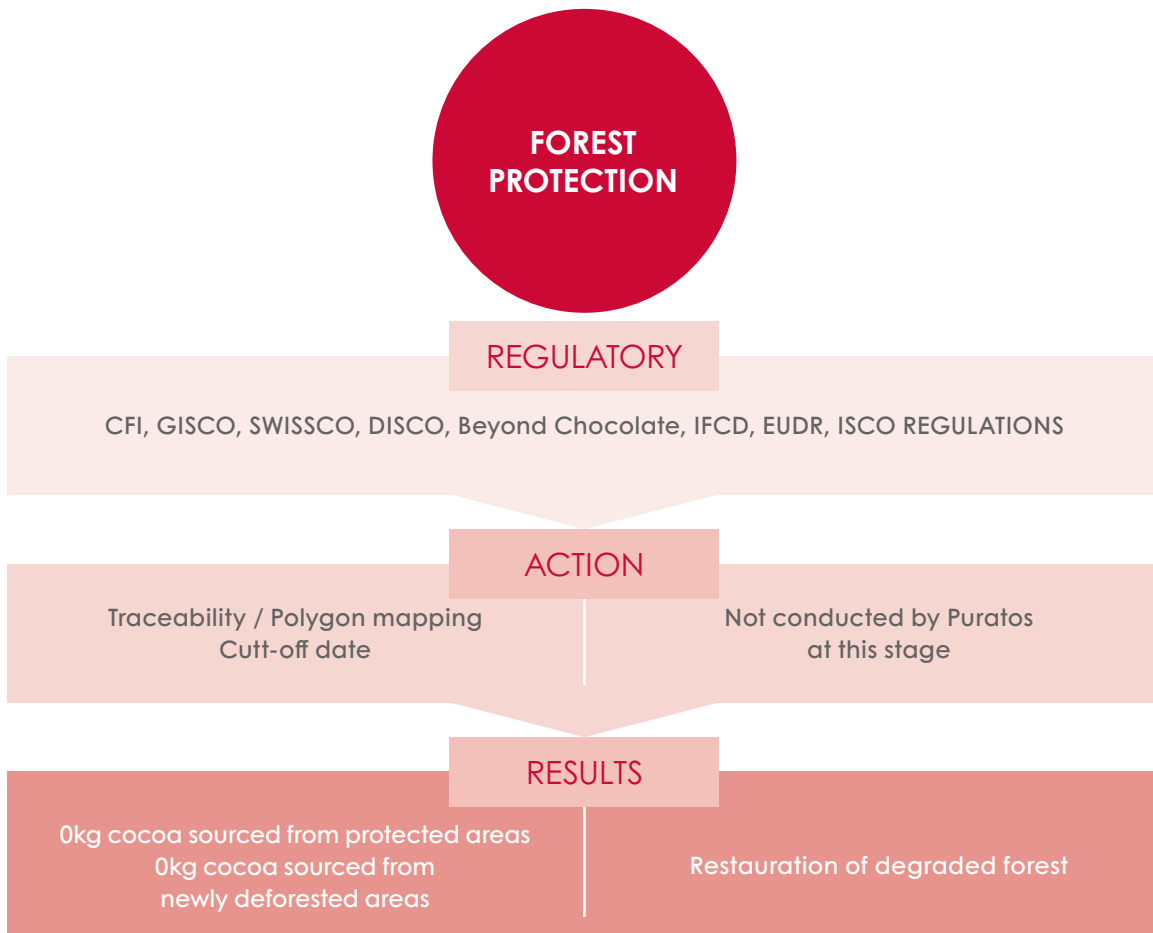 FOREST
PROTECTION
REGULATORY
CFI, GISCO, SWISSCO, DISCO, Beyond Chocolate, IFCD, EUDR, ISCO REGULATIONS
ACTION
Traceability / Polygon mapping
Cutt-off date
Not conducted by Puratos
at this stage
RESULTS
0kg cocoa sourced from protected areas
0kg cocoa sourced from
newly deforested areas
Restauration of degraded forest